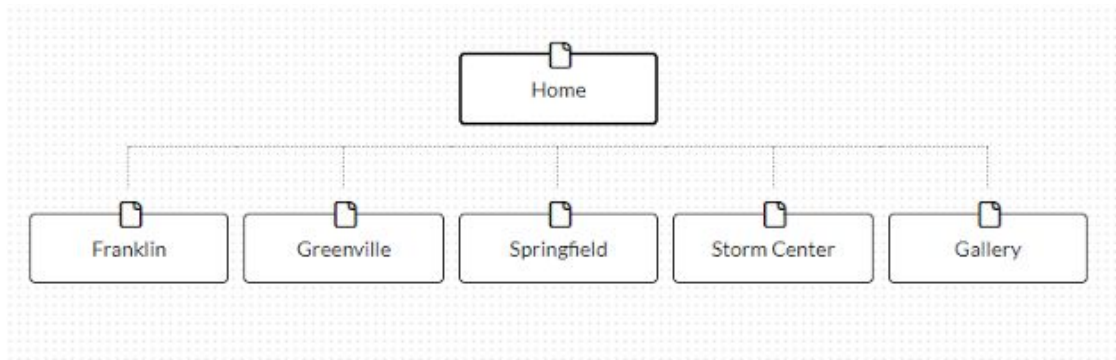 Home
Franklin
Greenville
Springfield
Storm Center
Gallery